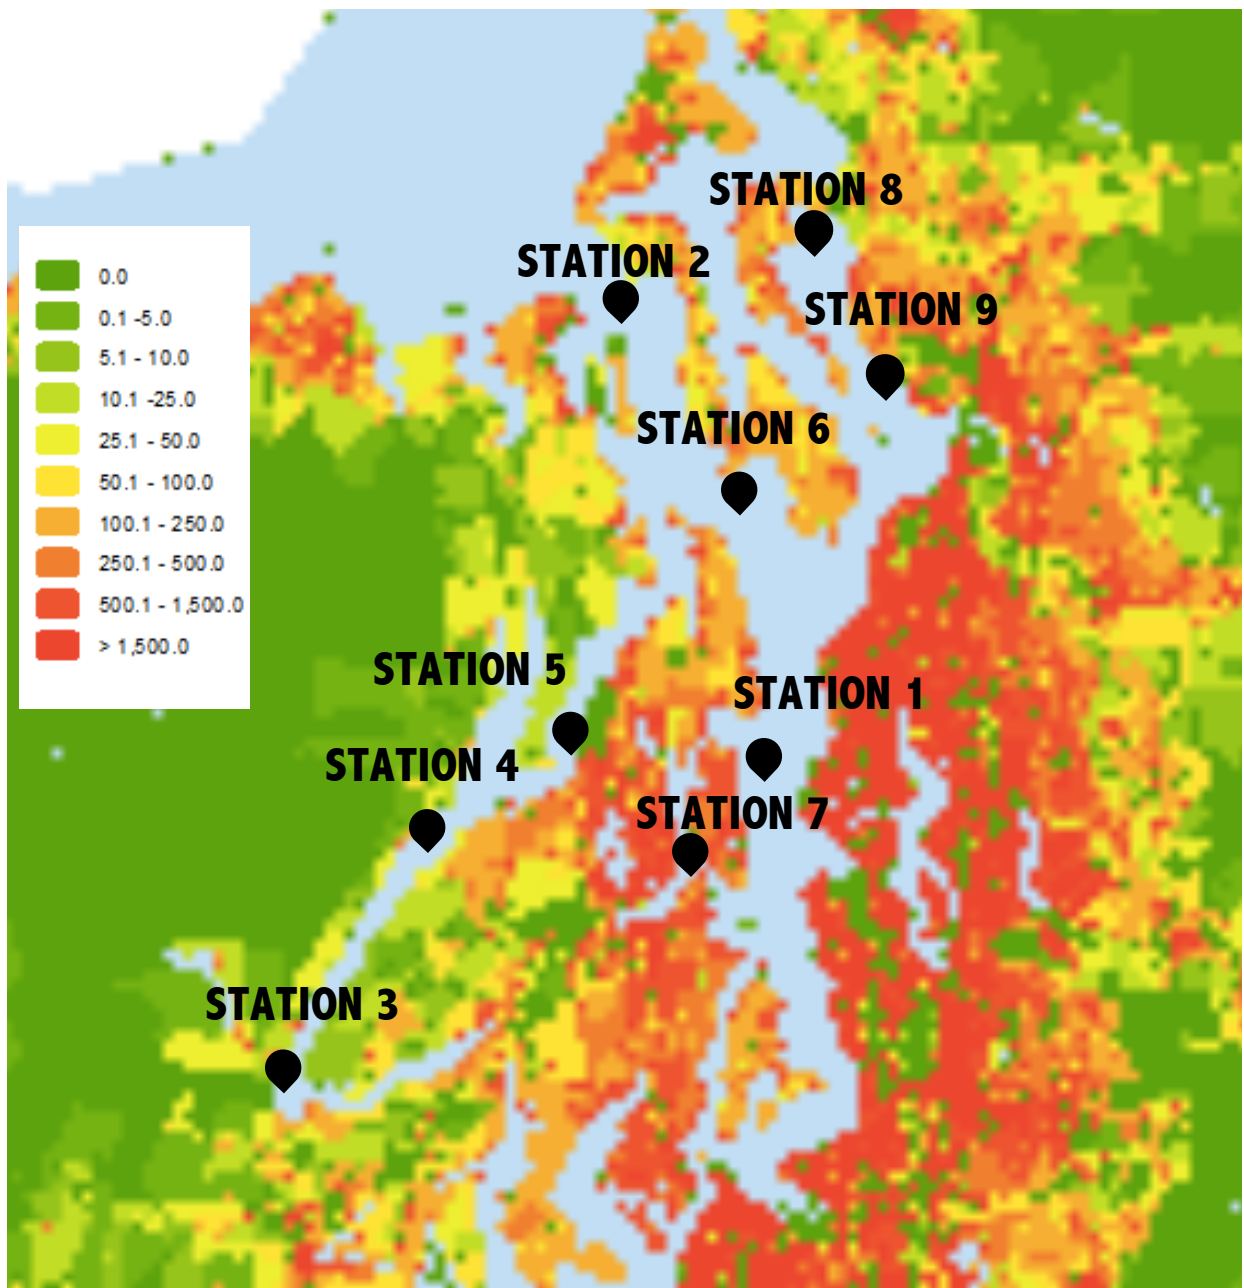 STATION 8
STATION 2
STATION 9
STATION 6
STATION 5
STATION 1
STATION 4
STATION 7
STATION 3
0.0
0.1 -5.0
5.1 - 10.0
10.1 -25.0
25.1 - 50.0
50.1 - 100.0
100.1 - 250.0
250.1 - 500.0
500.1 - 1,500.0
> 1,500.0